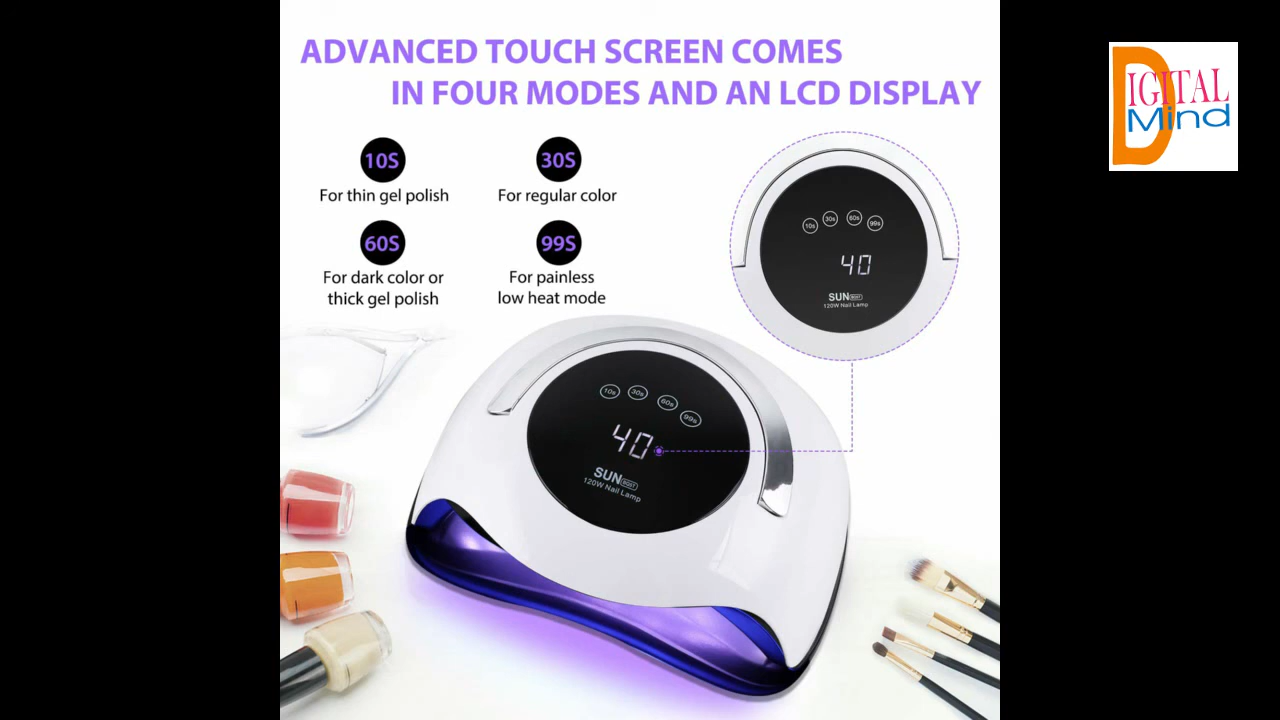 ADVANCED TOUCH SCREEN COMES
IN FOUR MODES AND AN LCD DISPLAY
DIGITAL
Mind
10S
For thin gel polish
30S
For regular color
60S
For dark color or
thick gel polish
99S
For painless
low heat mode
10s 30s 60s 99s
40
SUN
120W Nail Lamp
10s 30s 60s 99s
40
SUN
120W Nail Lamp